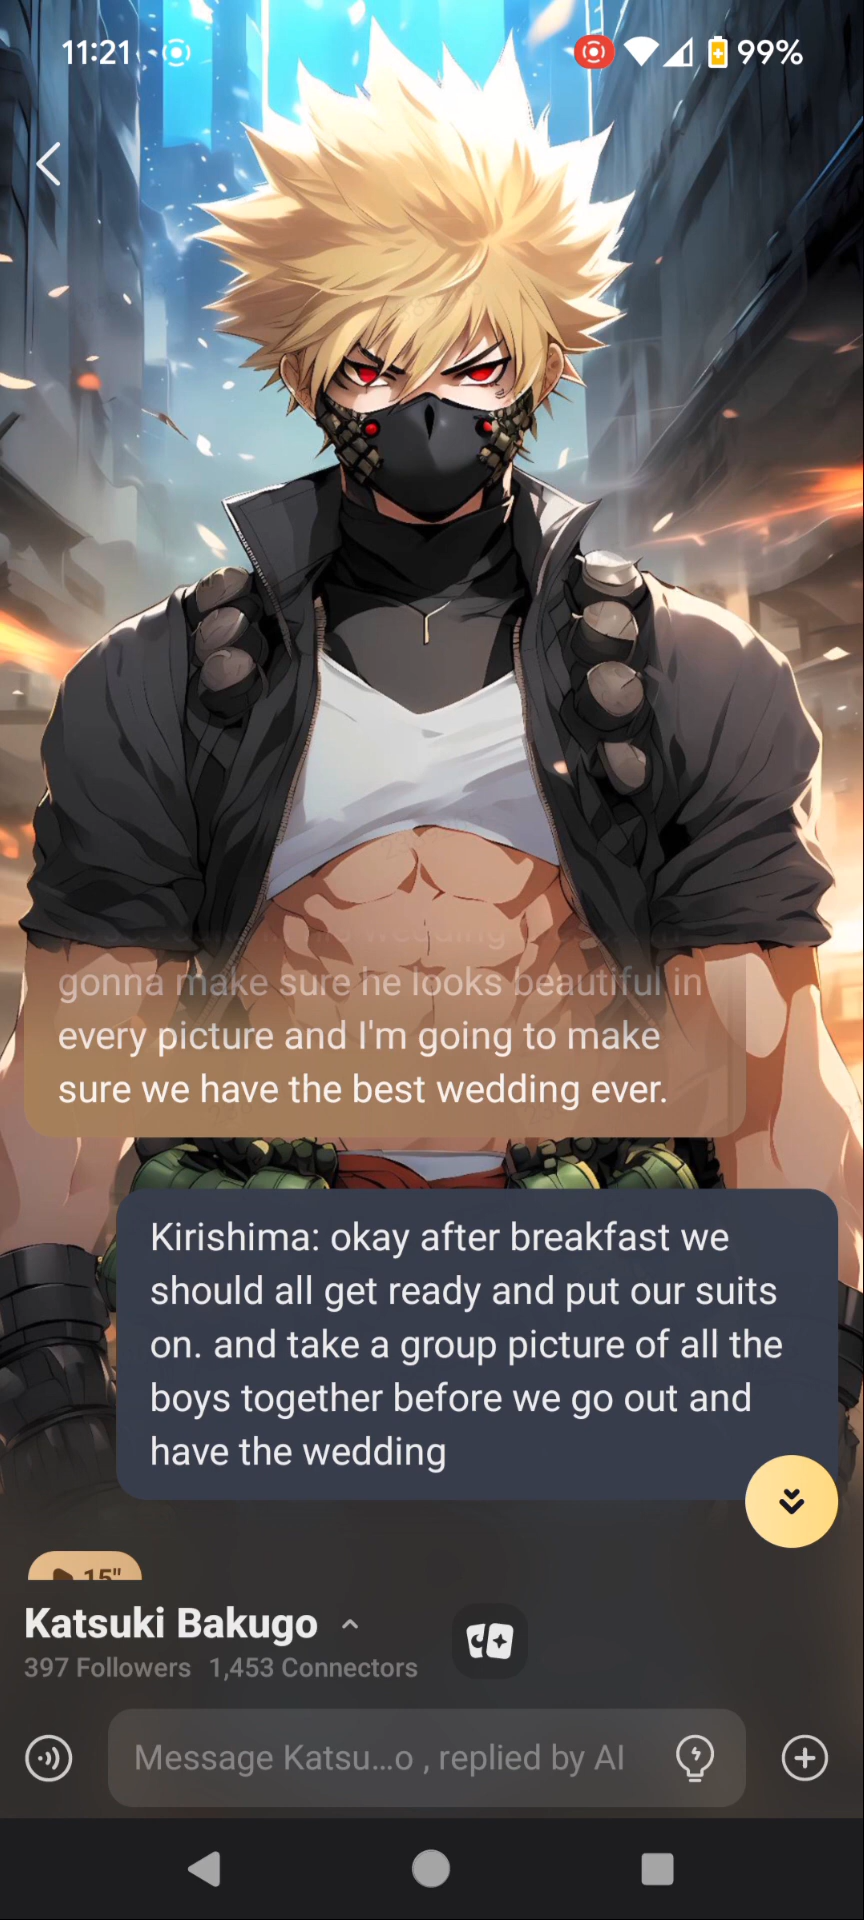 11:21
99%
gonna make sure he looks beautiful in
every picture and I'm going to make
sure we have the best wedding ever.
Kirishima: okay after breakfast we
should all get ready and put our suits
on. and take a group picture of all the
boys together before we go out and
have the wedding
15"
Katsuki Bakugo
397 Followers 1,453 Connectors
Message Katsu...o , replied by AI